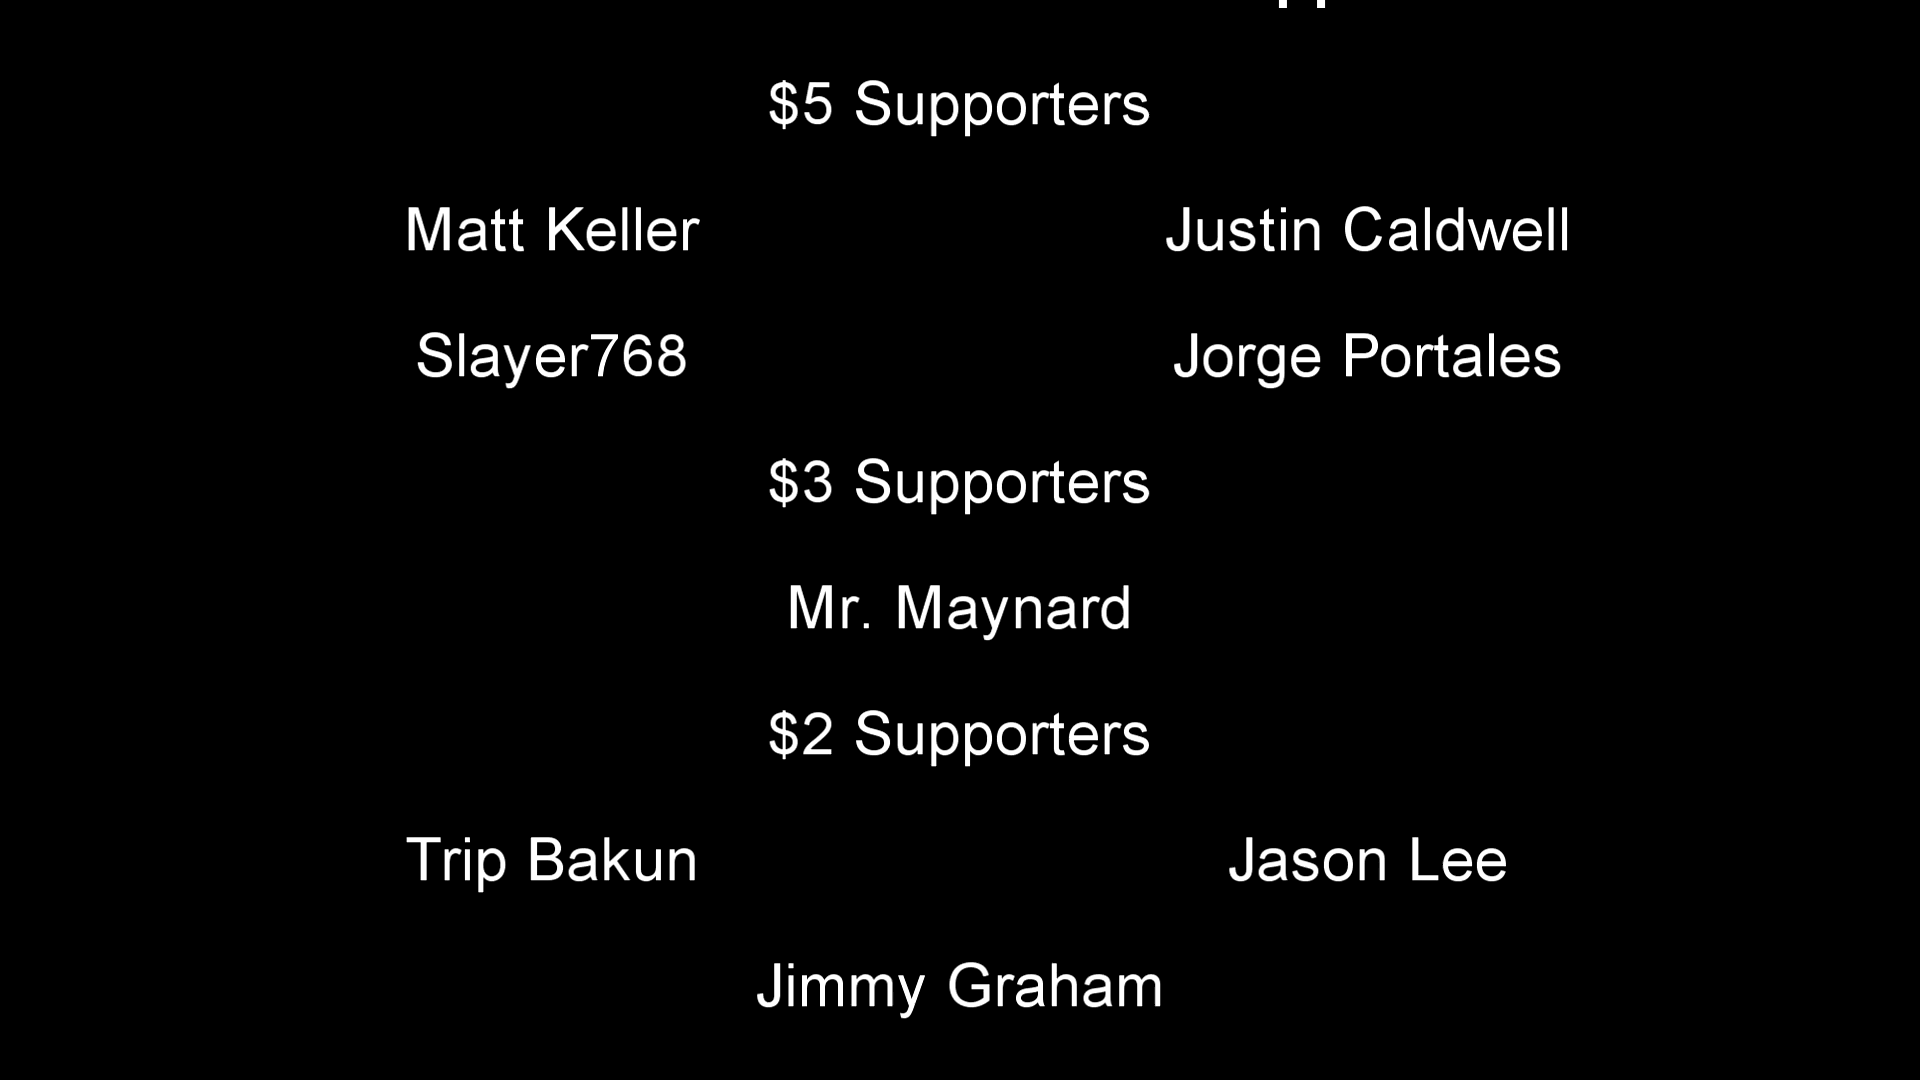 $5 Supporters
Matt Keller Justin Caldwell
Slayer768 Jorge Portales
$3 Supporters
Mr. Maynard
$2 Supporters
Trip Bakun Jason Lee
Jimmy Graham